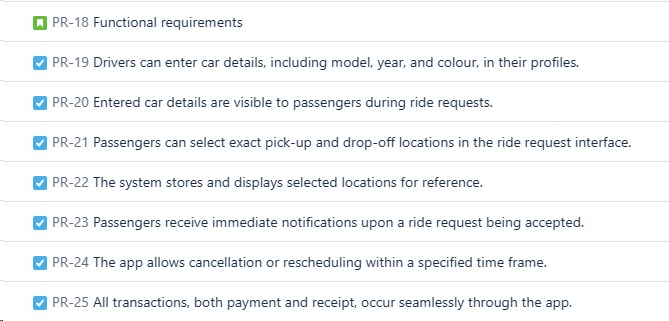 PR-18 Functional requirements
PR-19 Drivers can enter car details, including model, year, and colour, in their profiles.
PR-20 Entered car details are visible to passengers during ride requests.
PR-21 Passengers can select exact pick-up and drop-off locations in the ride request interface.
PR-22 The system stores and displays selected locations for reference.
PR-23 Passengers receive immediate notifications upon a ride request being accepted.
PR-24 The app allows cancellation or rescheduling within a specified time frame.
PR-25 All transactions, both payment and receipt, occur seamlessly through the app.